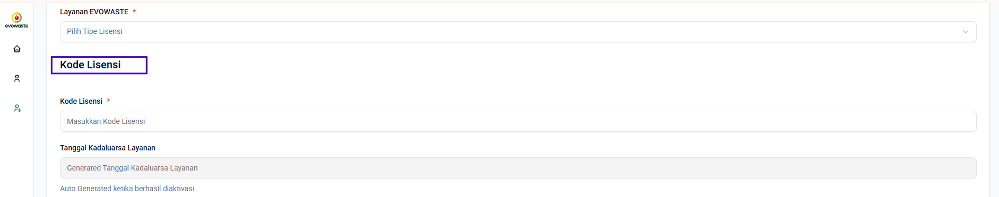 Layanan EVOWASTE *
evowaste
Pilih Tipe Lisensi
Kode Lisensi
Kode Lisensi *
Masukkan Kode Lisensi
Tanggal Kadaluarsa Layanan
Generated Tanggal Kadaluarsa Layanan
Auto Generated ketika berhasil diaktivasi